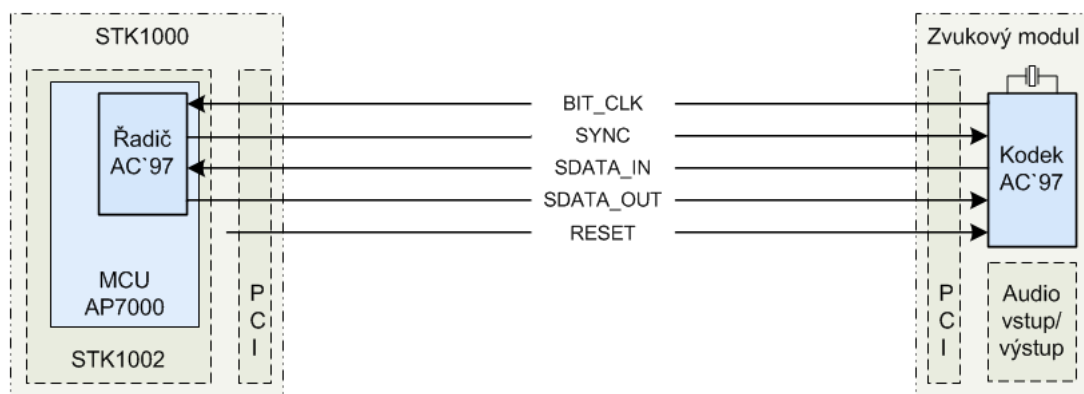 STK1000
Řadič
AC`97
MCU
AP7000
STK1002
P
C
I
BIT_CLK
SYNC
SDATA_IN
SDATA_OUT
RESET
Zvukový modul
P
C
I
Kodek
AC`97
Audio
vstup/
výstup